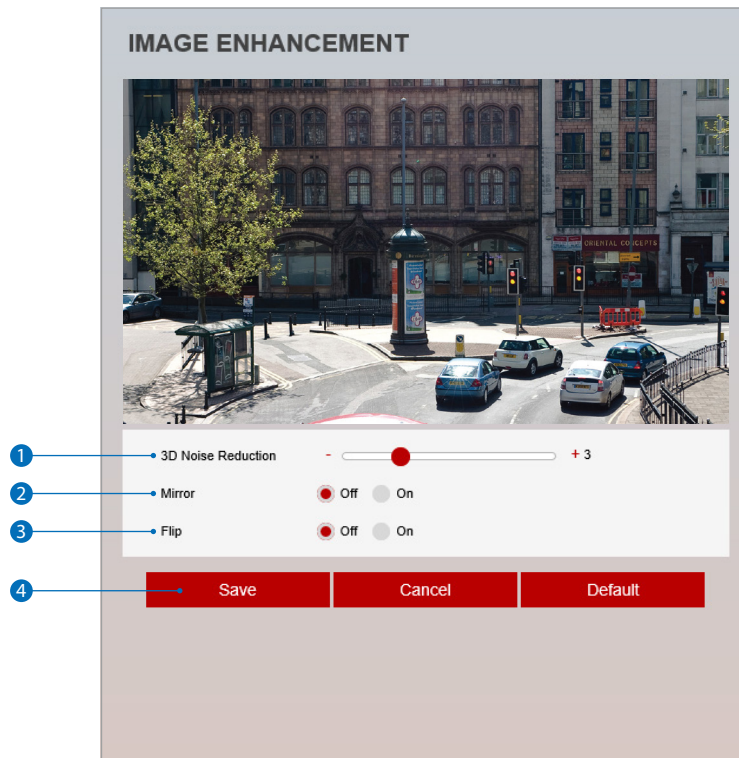 IMAGE ENHANCEMENT
ORIENTAL CONCEPTS
1 3D Noise Reduction - + 3
2 Mirror Off On
3 Flip Off On
4 Save Cancel Default